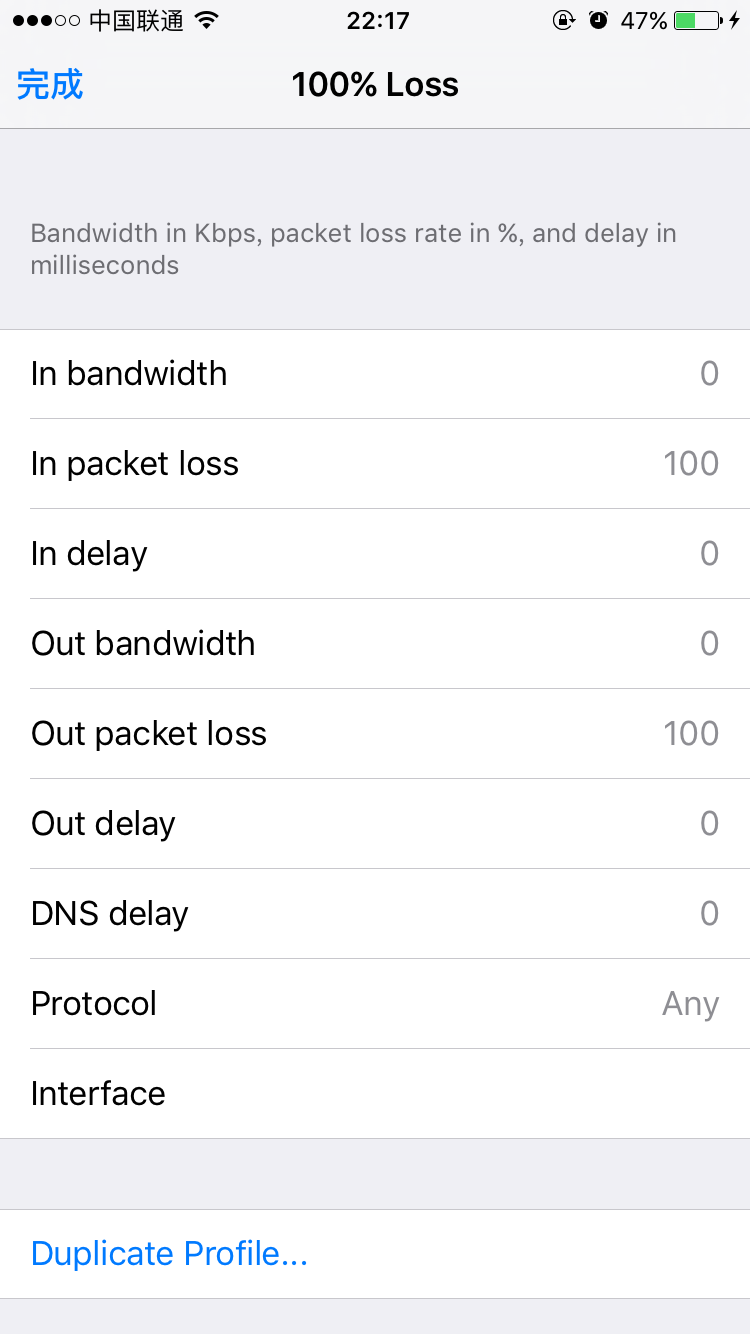 中国联通 22:17 47%
完成 100% Loss
Bandwidth in Kbps, packet loss rate in %, and delay in
milliseconds
In bandwidth 0
In packet loss 100
In delay 0
Out bandwidth 0
Out packet loss 100
Out delay 0
DNS delay 0
Protocol Any
Interface
Duplicate Profile...